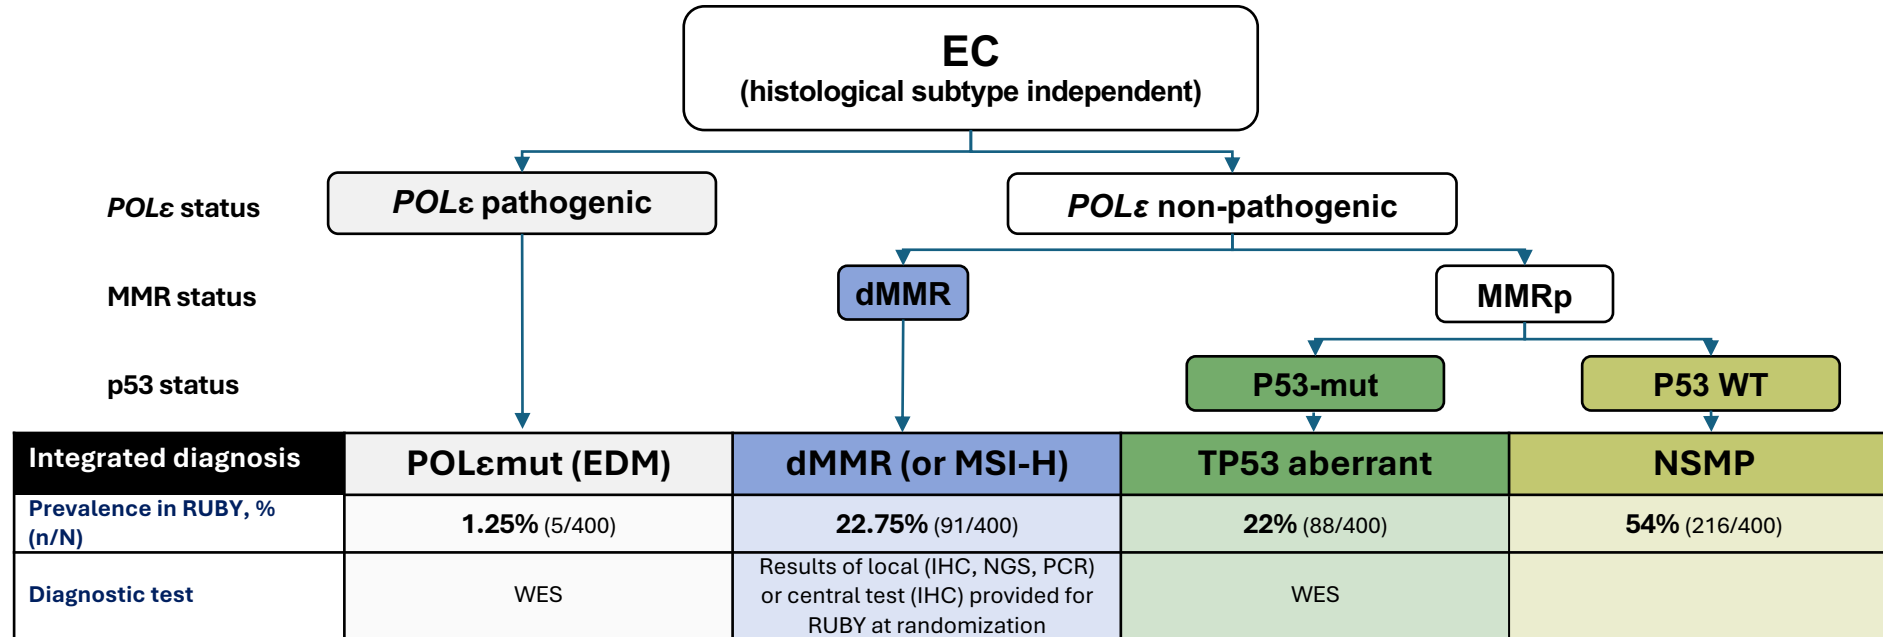 EC
(histological subtype independent)
POLε status
POLε pathogenic
POLε non-pathogenic
MMR status
dMMR
MMRp
p53 status
P53-mut
P53 WT
Integrated diagnosis
POLεmut (EDM)
dMMR (or MSI-H)
TP53 aberrant
NSMP
Prevalence in RUBY, %
(n/N)
1.25% (5/400)
22.75% (91/400)
22% (88/400)
54% (216/400)
Diagnostic test
WES
Results of local (IHC, NGS, PCR)
or central test (IHC) provided for
RUBY at randomization
WES